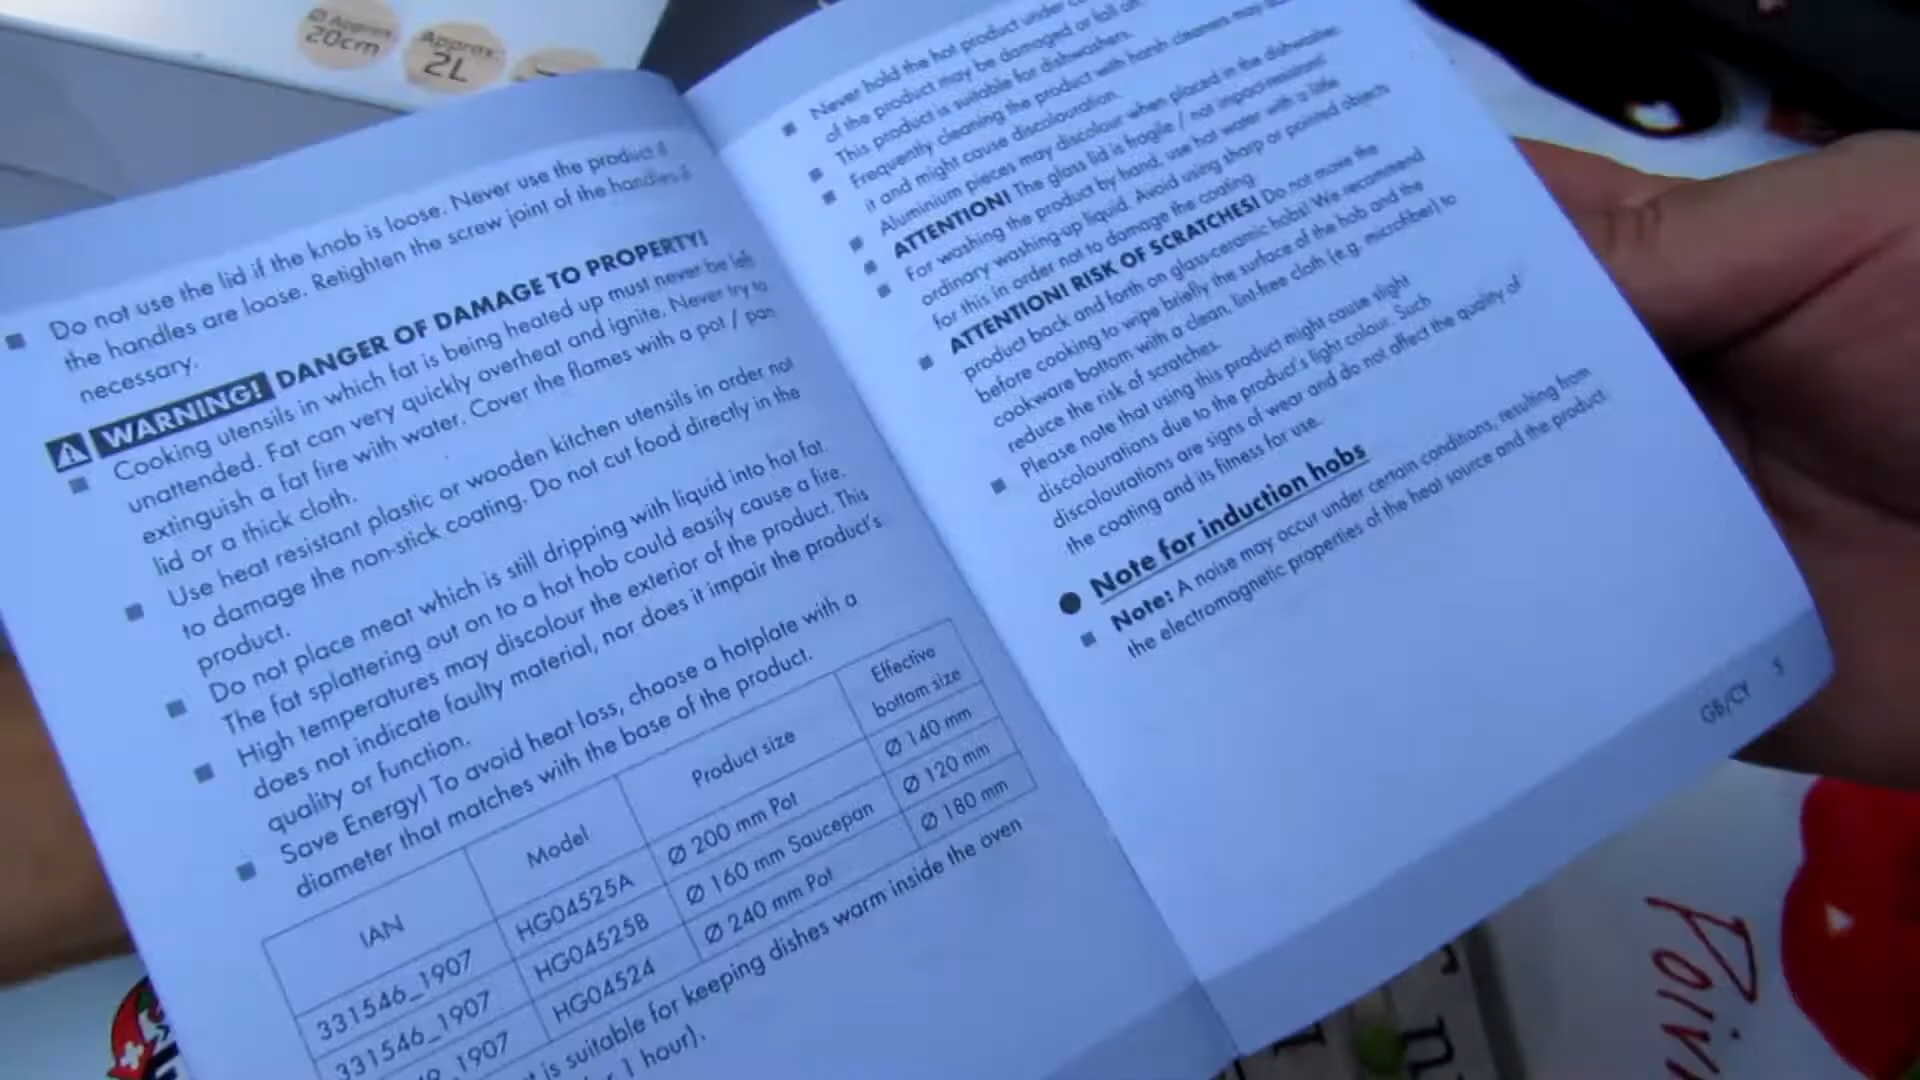 Ø Approx.
20cm
Approx.
2L
Do not use the lid if the knob is loose. Never use the product if
the handles are loose. Retighten the screw joint of the handles if
necessary.
WARNING! DANGER OF DAMAGE TO PROPERTY!
Cooking utensils in which fat is being heated up must never be left
unattended. Fat can very quickly overheat and ignite. Never try to
extinguish a fat fire with water. Cover the flames with a pot / pan
lid or a thick cloth.
Use heat resistant plastic or wooden kitchen utensils in order not
to damage the non-stick coating. Do not cut food directly in the
product.
Do not place meat which is still dripping with liquid into hot fat.
The fat splattering out on to a hot hob could easily cause a fire.
High temperatures may discolour the exterior of the product. This
does not indicate faulty material, nor does it impair the product's
quality or function.
Save Energy! To avoid heat loss, choose a hotplate with a
diameter that matches with the base of the product.
IAN Model Product size Effective bottom size
331546_1907 HG04525A Ø 200 mm Pot Ø 140 mm
331546_1907 HG04525B Ø 160 mm Saucepan Ø 120 mm
_1907 HG04524 Ø 240 mm Pot Ø 180 mm
is suitable for keeping dishes warm inside the oven
1 hour).
Never hold the hot product under
of the product may be damaged or fall off.
This product is suitable for dishwashers.
Frequently cleaning the product with harsh cleaners may
it and might cause discolouration.
Aluminium pieces may discolour when placed in the dishwasher.
ATTENTION! The glass lid is fragile / not impact-resistant!
For washing the product by hand, use hot water with a little
ordinary washing-up liquid. Avoid using sharp or pointed objects
for this in order not to damage the coating.
ATTENTION! RISK OF SCRATCHES! Do not move the
product back and forth on glass-ceramic hobs! We recommend
before cooking to wipe briefly the surface of the hob and the
cookware bottom with a clean, lint-free cloth (e.g. microfiber) to
reduce the risk of scratches.
Please note that using this product might cause slight
discolourations due to the product's light colour. Such
discolourations are signs of wear and do not affect the quality of
the coating and its fitness for use.
Note for induction hobs
Note: A noise may occur under certain conditions, resulting from
the electromagnetic properties of the heat source and the product.
GB/CY 5
Poivr